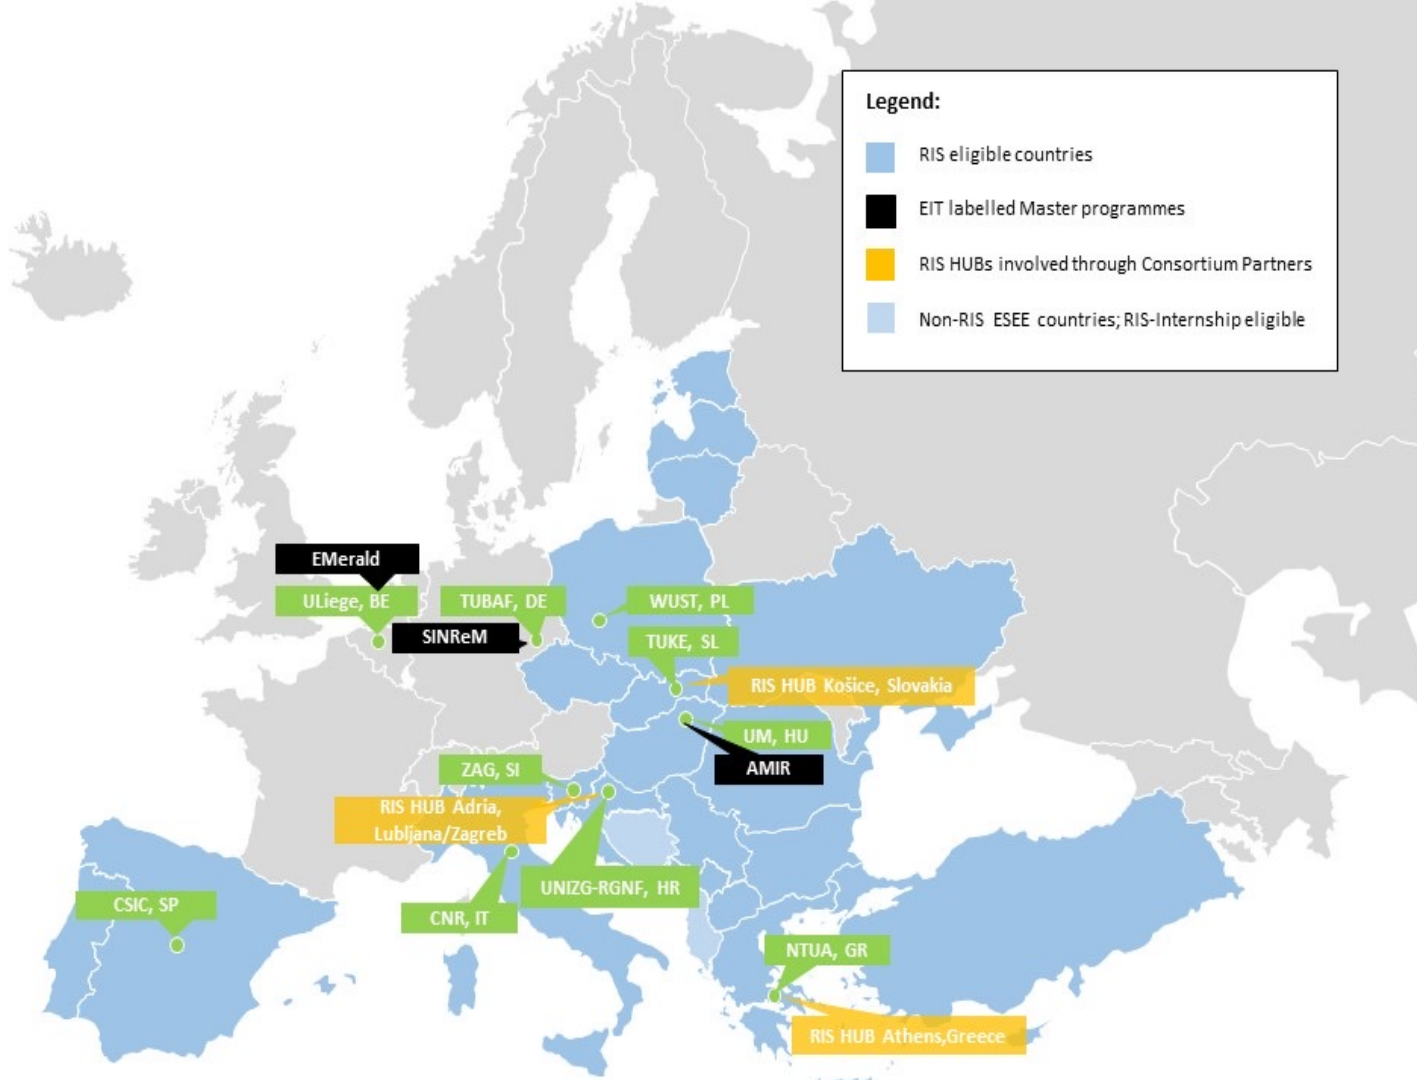 Legend:
RIS eligible countries
EIT labelled Master programmes
RIS HUBs involved through Consortium Partners
Non-RIS ESEE countries; RIS-Internship eligible
EMerald
ULiege, BE
TUBAF, DE
WUST, PL
SINReM
TUKE, SL
RIS HUB Košice, Slovakia
UM, HU
AMIR
ZAG, SI
RIS HUB Adria,
Lubljana/Zagreb
UNIZG-RGNF, HR
CSIC, SP
CNR, IT
NTUA, GR
RIS HUB Athens,Greece